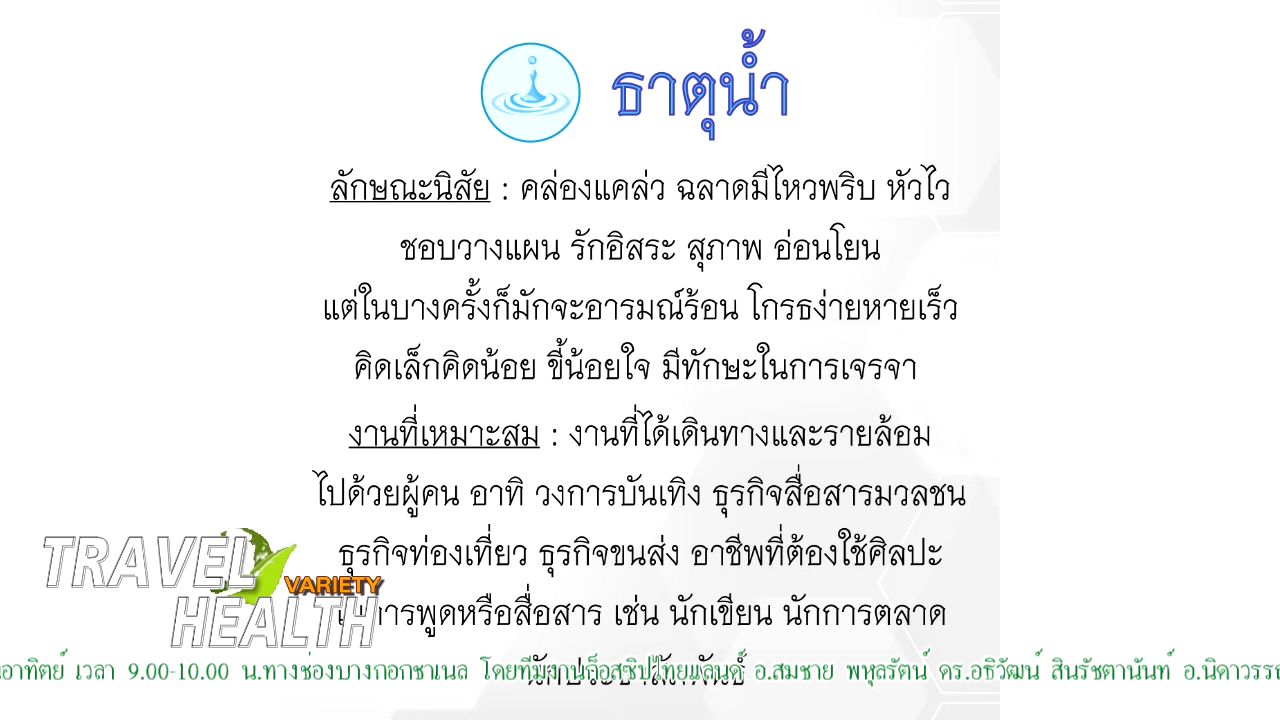 ธาตุน้ำ
ลักษณะนิสัย : คล่องแคล่ว ฉลาดมีไหวพริบ หัวไว
ชอบวางแผน รักอิสระ สุภาพ อ่อนโยน
แต่ในบางครั้งก็มักจะอารมณ์ร้อน โกรธง่ายหายเร็ว
คิดเล็กคิดน้อย ขี้น้อยใจ มีทักษะในการเจรจา
งานที่เหมาะสม : งานที่ได้เดินทางและรายล้อม
ไปด้วยผู้คน อาทิ วงการบันเทิง ธุรกิจสื่อสารมวลชน
ธุรกิจท่องเที่ยว ธุรกิจขนส่ง อาชีพที่ต้องใช้ศิลปะ
การพูดหรือสื่อสาร เช่น นักเขียน นักการตลาด
TRAVEL
VARIETY
HEALTH
อาทิตย์ เวลา 9.00-10.00 น.ทางช่องบางกอกชาแนล โดยทีมงานก็อสซิปไทยแลนด์ อ.สมชาย พหุลรัตน์ ดร.อธิวัฒน์ สินรัชตานันท์